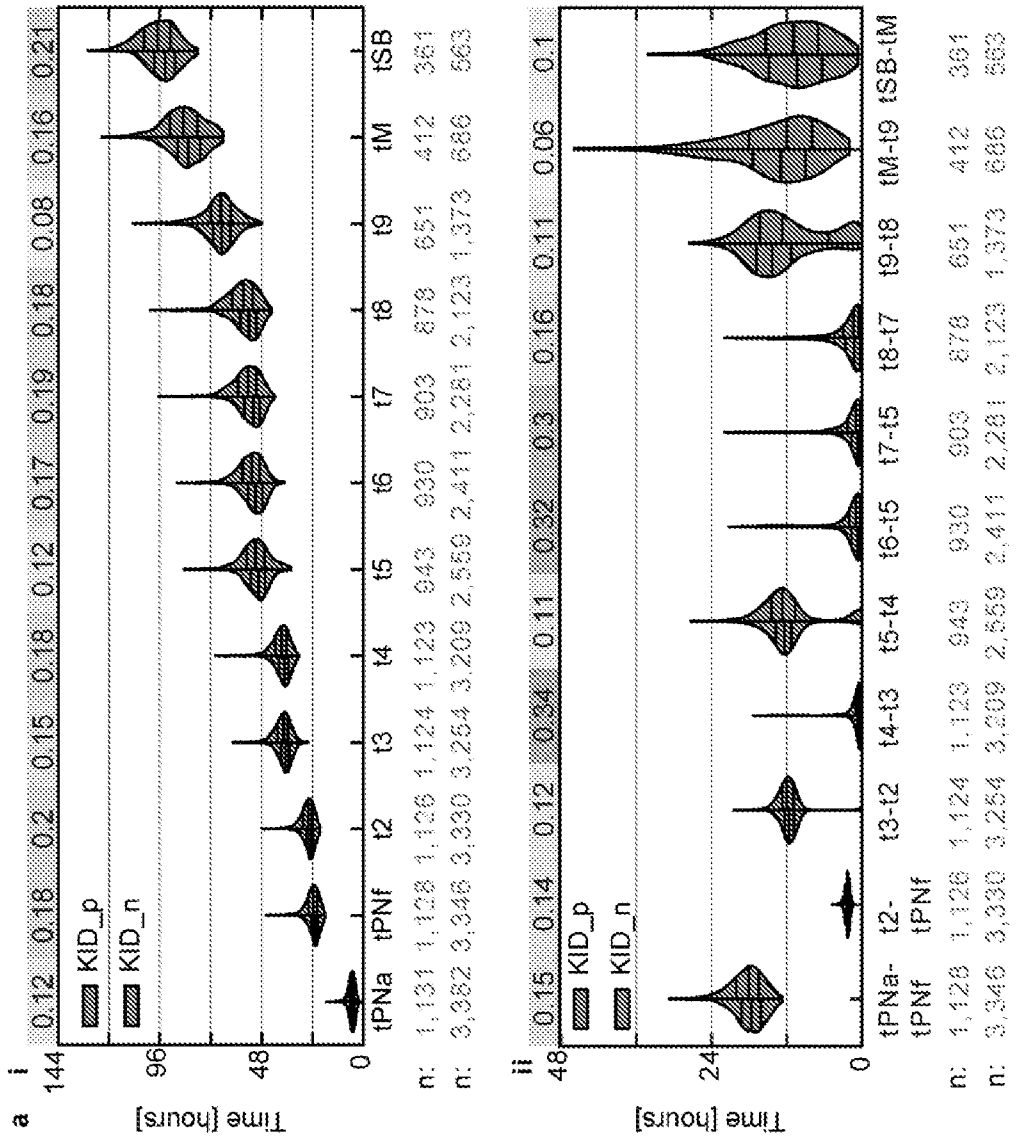 a
i
0.12 0.18 0.2 0.15 0.18 0.12 0.17 0.19 0.18 0.08 0.16 0.21
KID_p
KID_n
144
96
48
0
Time [hours]
tPNa tPNf t2 t3 t4 t5 t6 t7 t8 t9 tM tSB
n: 1,131 1,128 1,126 1,124 1,123 943 930 903 878 651 412 361
n: 3,382 3,346 3,330 3,254 3,209 2,559 2,411 2,281 2,123 1,373 686 563
ii
0.15 0.14 0.12 0.34 0.11 0.32 0.3 0.16 0.11 0.06 0.1
KID_p
KID_n
48
24
0
Time [hours]
tPNa-tPNf t2-tPNf t3-t2 t4-t3 t5-t4 t6-t5 t7-t5 t8-t7 t9-t8 tM-t9 tSB-tM
n: 1,128 1,126 1,124 1,123 943 930 903 878 651 412 361
n: 3,346 3,330 3,254 3,209 2,559 2,411 2,281 2,123 1,373 686 563